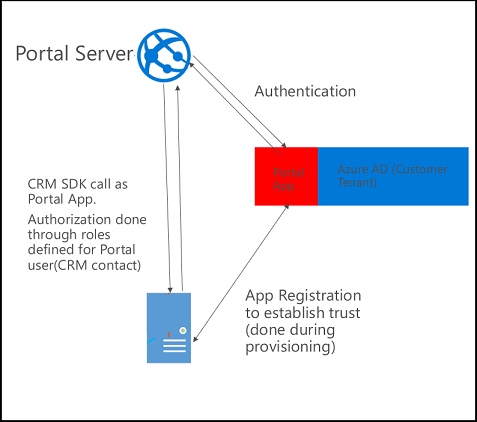 Portal Server
Authentication
Portal
App
Azure AD (Customer
Tenant)
CRM SDK call as
Portal App.
Authorization done
through roles
defined for Portal
user(CRM contact)
App Registration
to establish trust
(done during
provisioning)